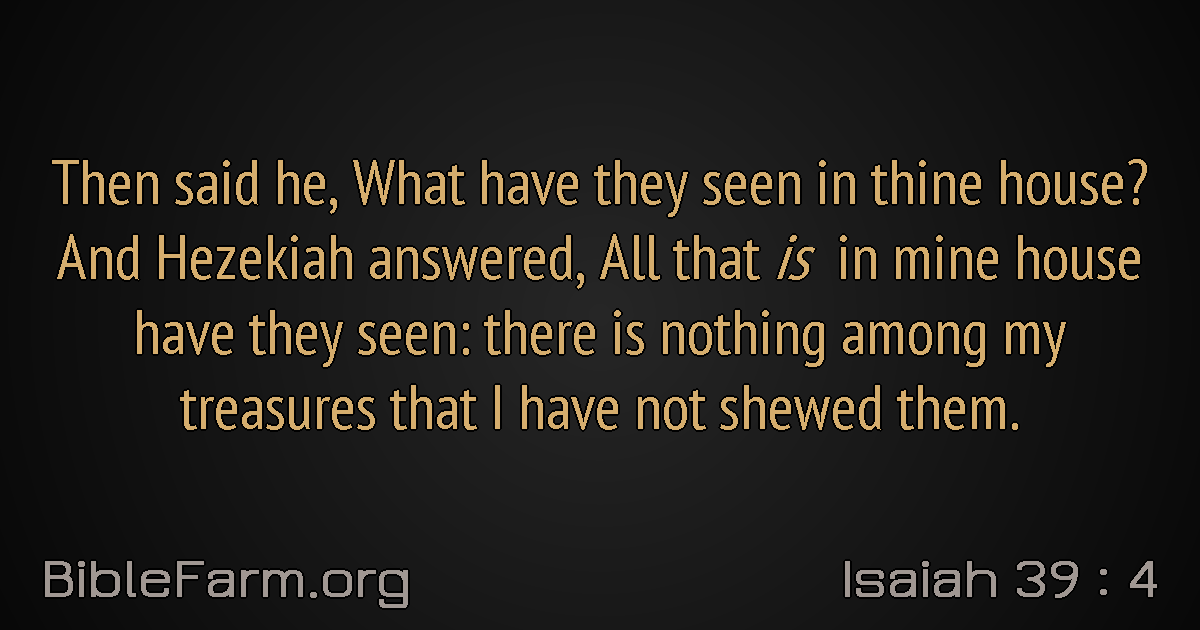 Then said he, What have they seen in thine house?
And Hezekiah answered, All that is in mine house
have they seen: there is nothing among my
treasures that I have not shewed them.
BibleFarm.org
Isaiah 39 : 4